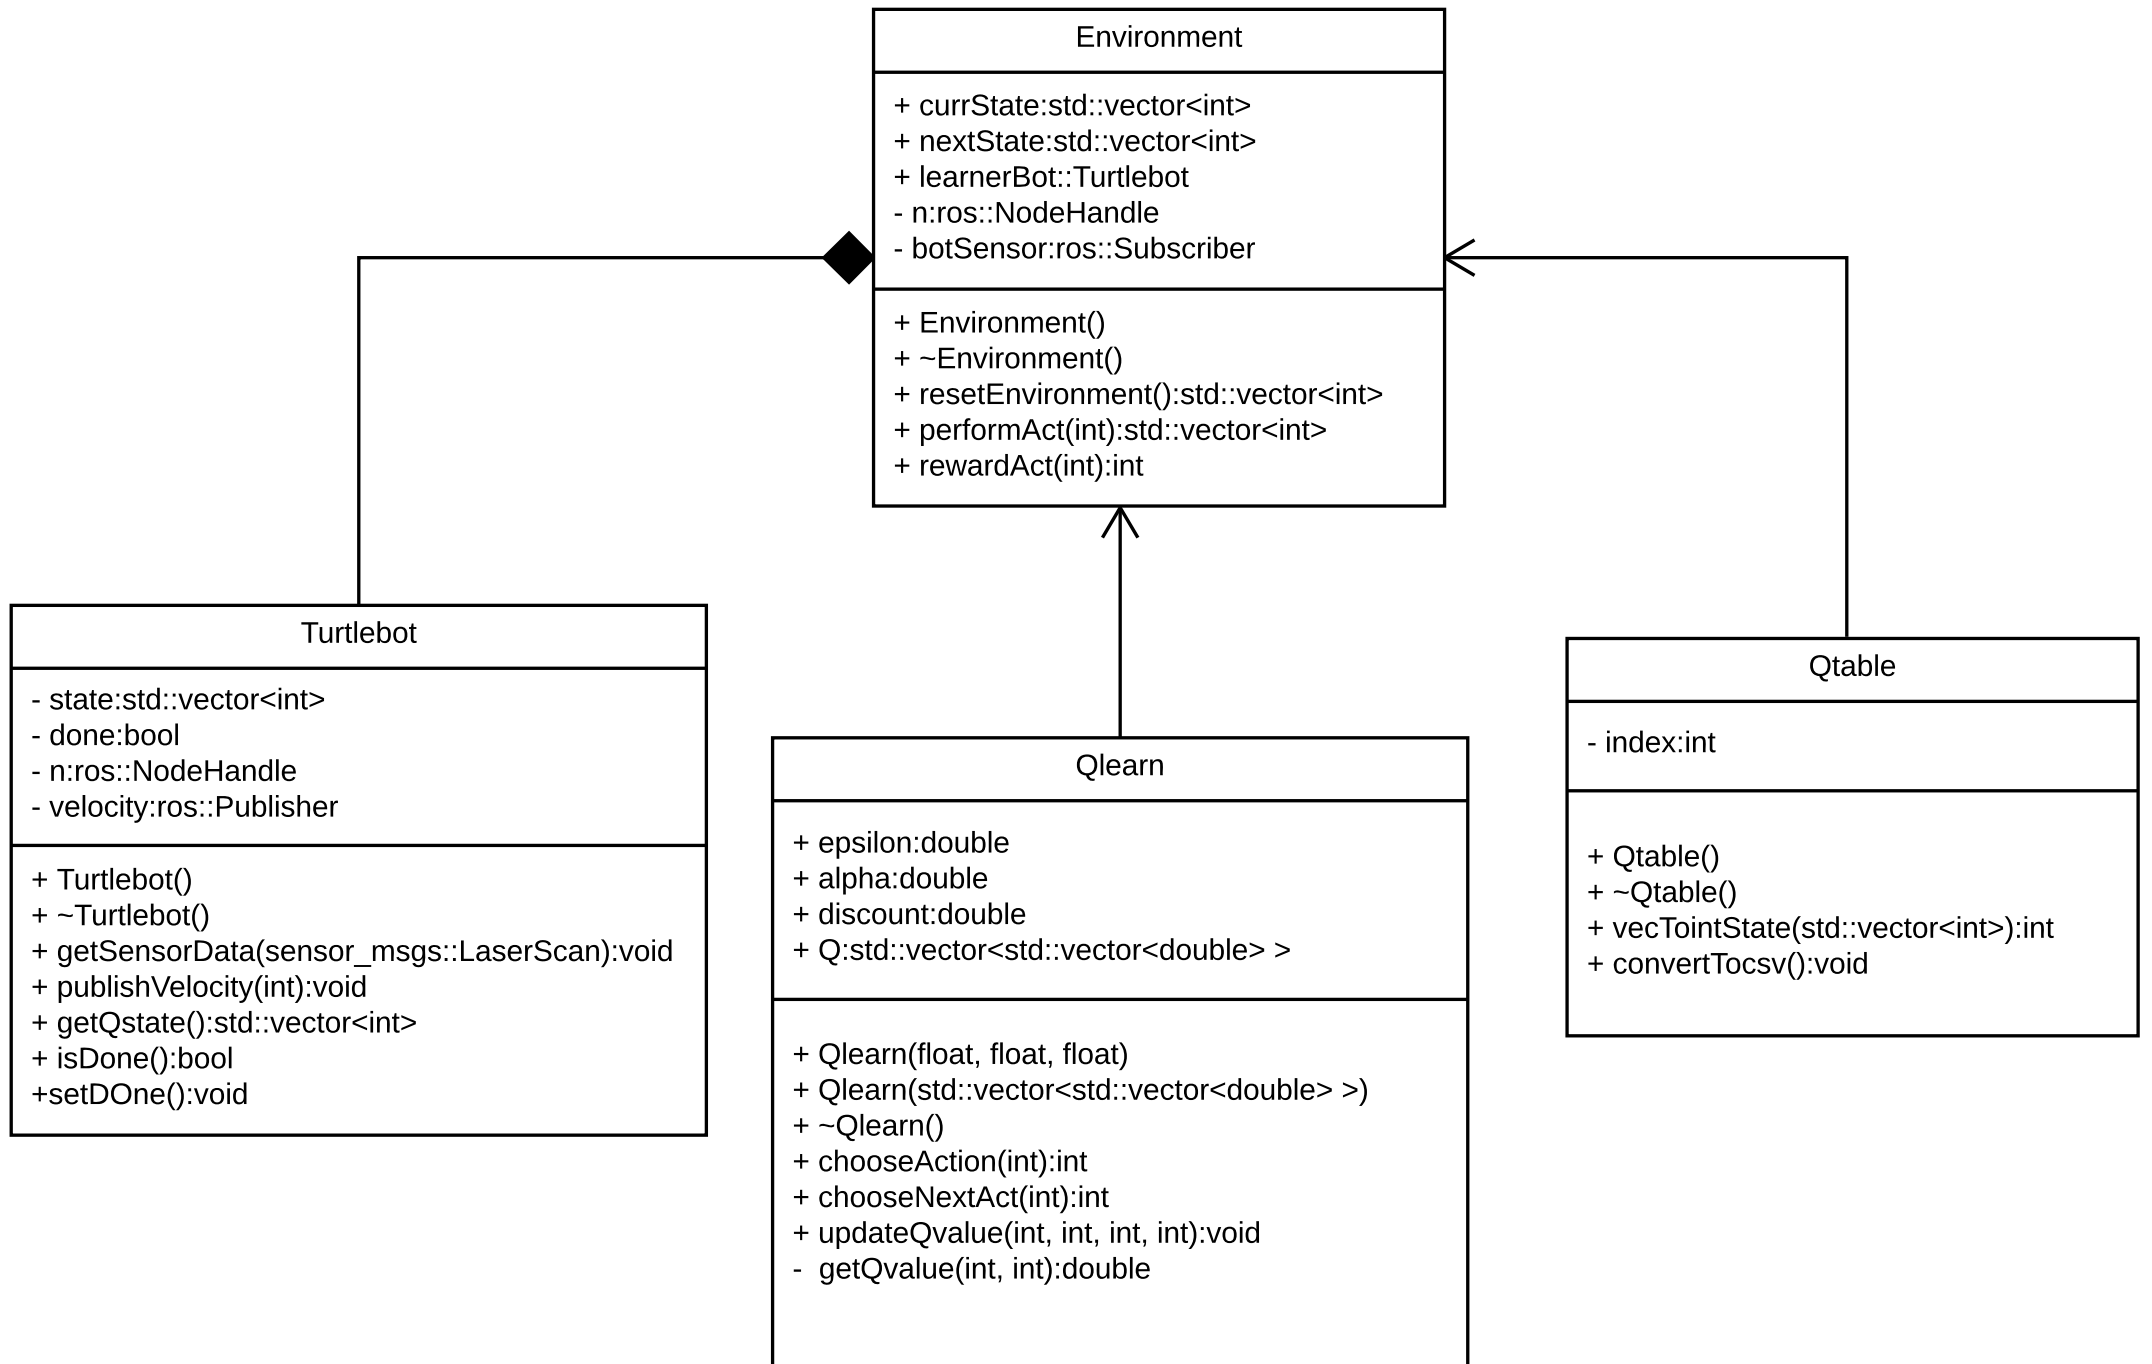 Environment
+ currState:std::vector<int>
+ nextState:std::vector<int>
+ learnerBot::Turtlebot
- n:ros::NodeHandle
- botSensor:ros::Subscriber
+ Environment()
+ ~Environment()
+ resetEnvironment():std::vector<int>
+ performAct(int):std::vector<int>
+ rewardAct(int):int
Turtlebot
- state:std::vector<int>
- done:bool
- n:ros::NodeHandle
- velocity:ros::Publisher
+ Turtlebot()
+ ~Turtlebot()
+ getSensorData(sensor_msgs::LaserScan):void
+ publishVelocity(int):void
+ getQstate():std::vector<int>
+ isDone():bool
+setDOne():void
Qlearn
+ epsilon:double
+ alpha:double
+ discount:double
+ Q:std::vector<std::vector<double> >
+ Qlearn(float, float, float)
+ Qlearn(std::vector<std::vector<double> >)
+ ~Qlearn()
+ chooseAction(int):int
+ chooseNextAct(int):int
+ updateQvalue(int, int, int, int):void
-  getQvalue(int, int):double
Qtable
- index:int
+ Qtable()
+ ~Qtable()
+ vecTointState(std::vector<int>):int
+ convertTocsv():void